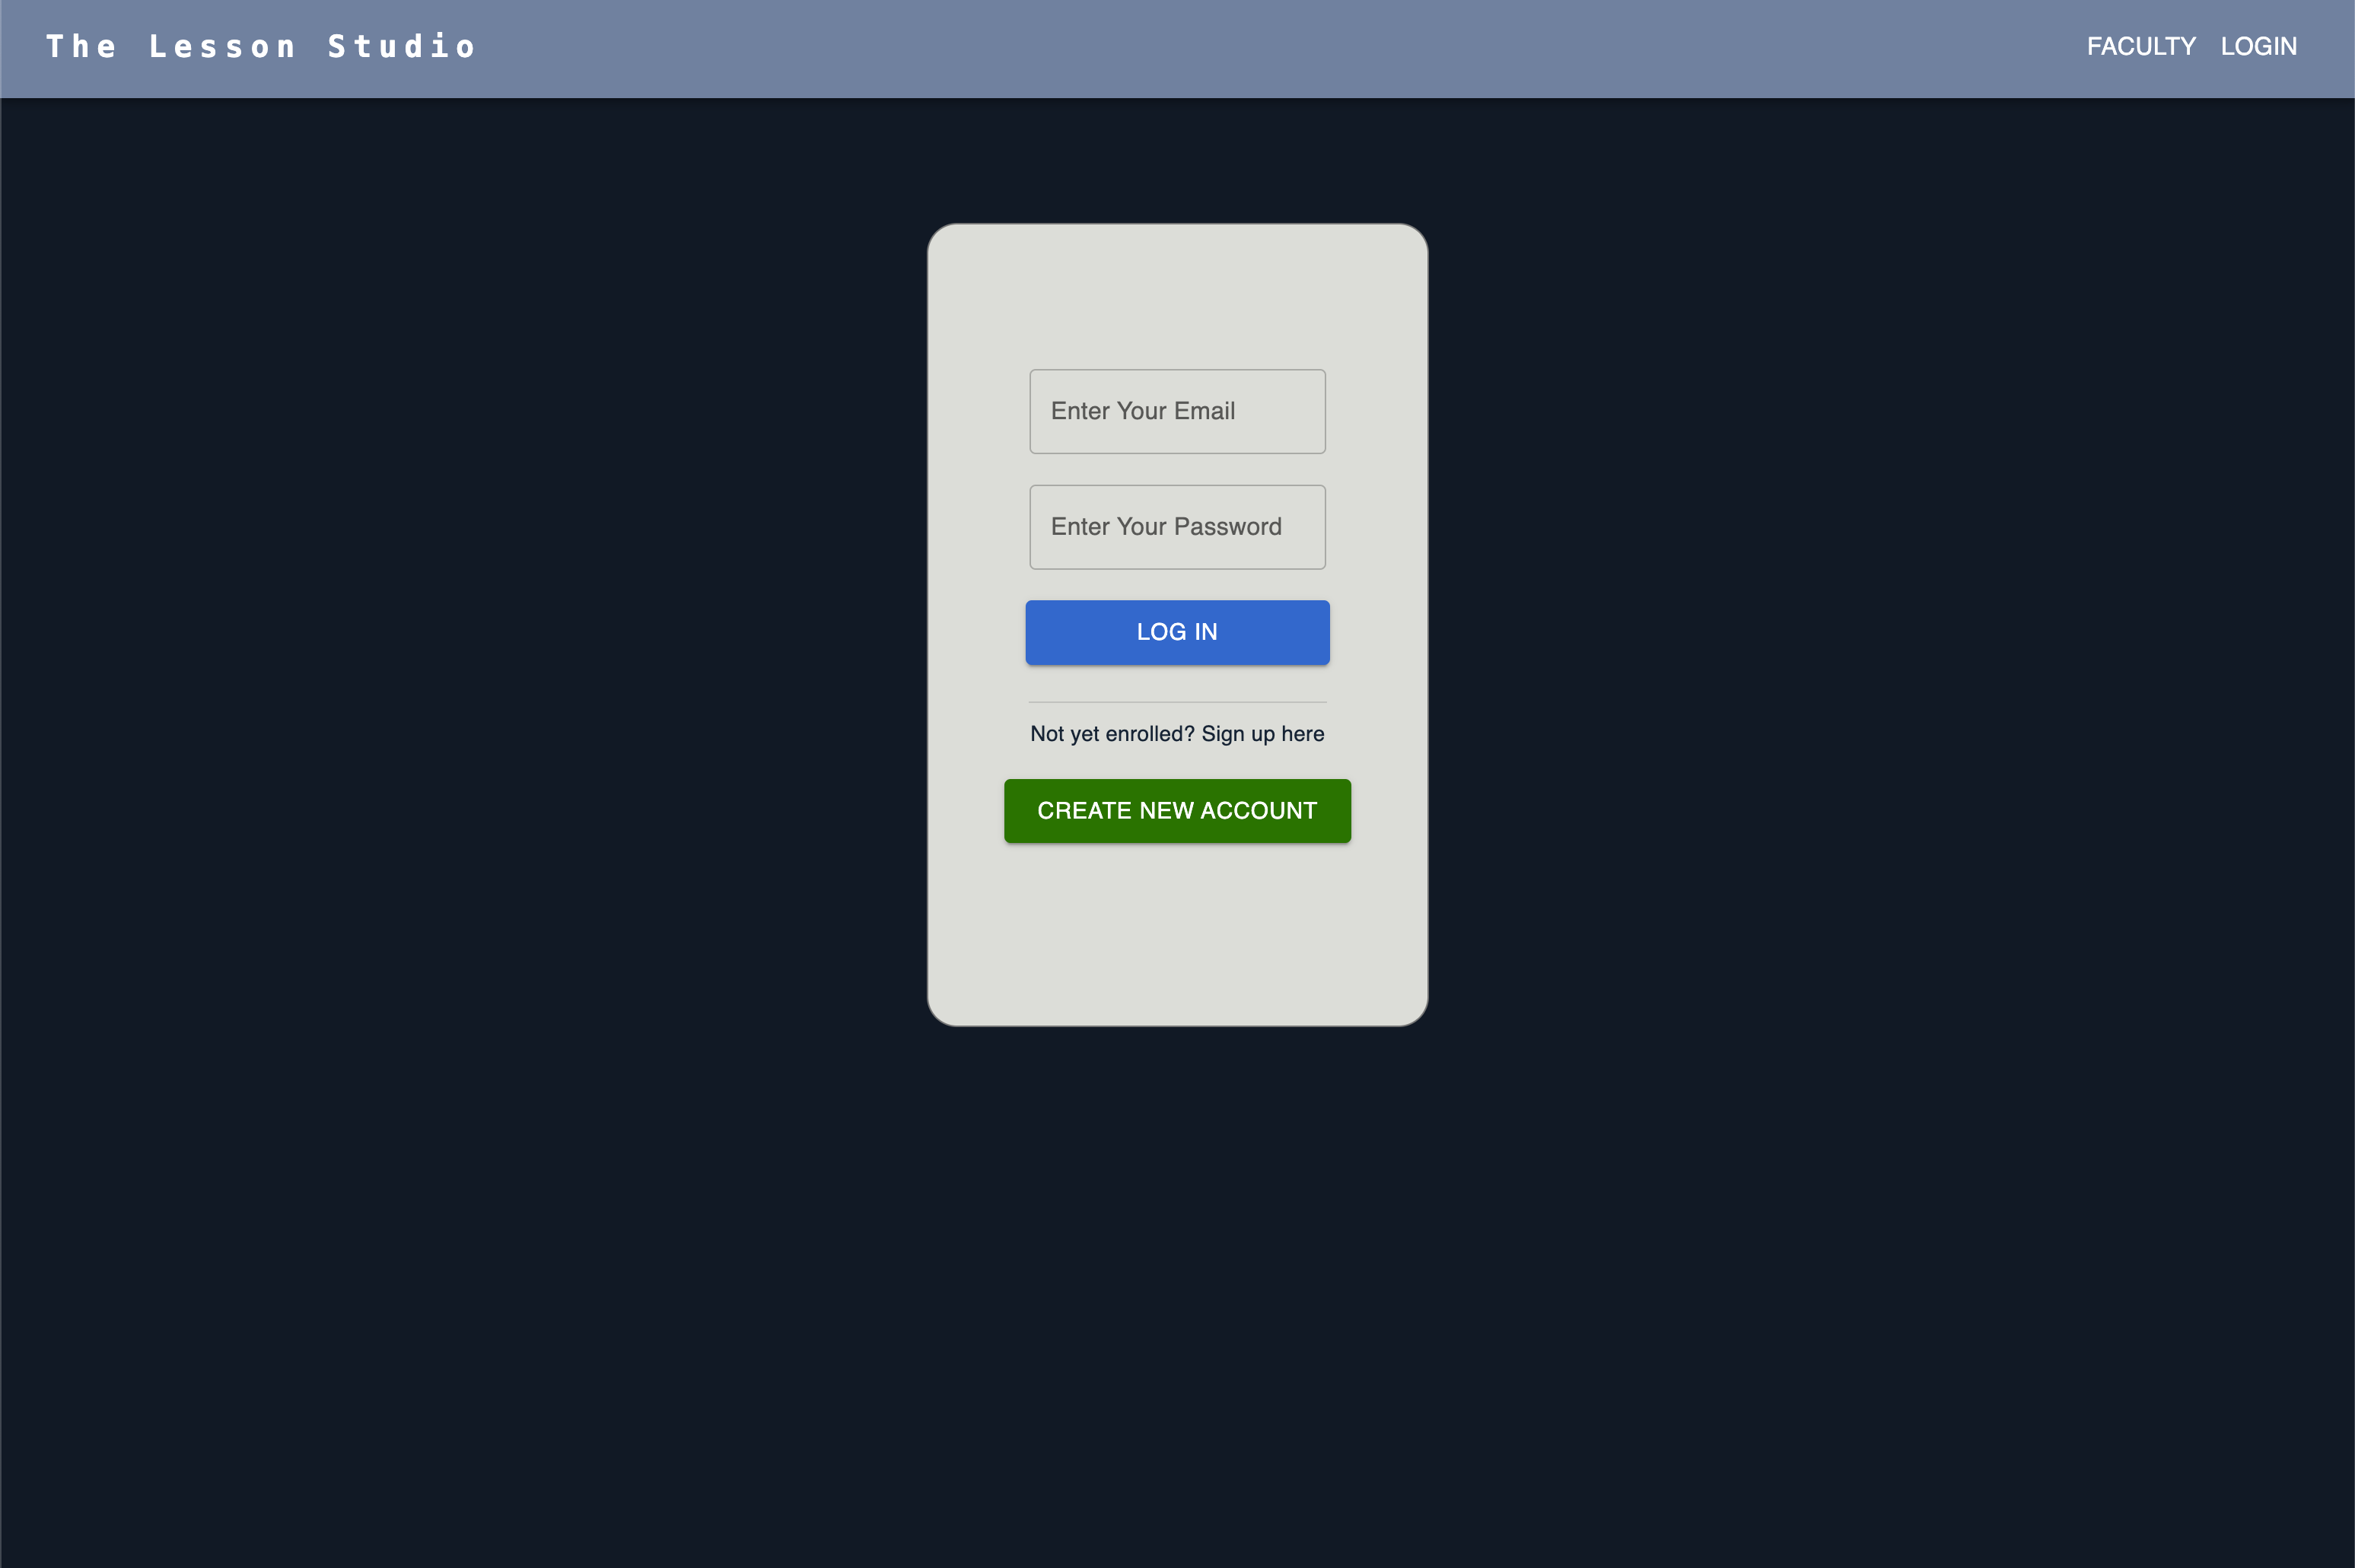 The Lesson Studio
FACULTY LOGIN
Enter Your Email
Enter Your Password
LOG IN
Not yet enrolled? Sign up here
CREATE NEW ACCOUNT